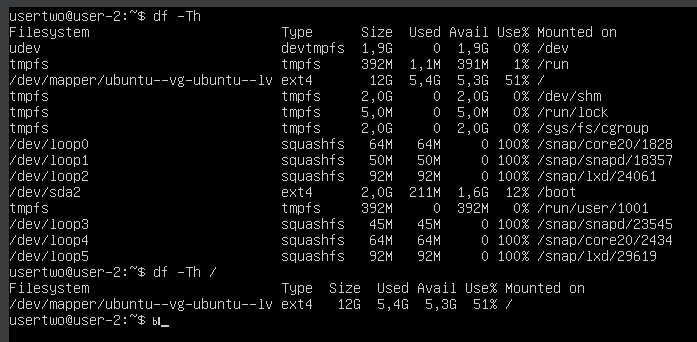 usertwo@user-2:~$ df -Th
Filesystem                        Type      Size  Used Avail Use% Mounted on
udev                              devtmpfs  1,9G     0  1,9G   0% /dev
tmpfs                             tmpfs     392M  1,1M  391M   1% /run
/dev/mapper/ubuntu--vg-ubuntu--lv ext4       12G  5,4G  5,3G  51% /
tmpfs                             tmpfs     2,0G     0  2,0G   0% /dev/shm
tmpfs                             tmpfs     5,0M     0  5,0M   0% /run/lock
tmpfs                             tmpfs     2,0G     0  2,0G   0% /sys/fs/cgroup
/dev/loop0                        squashfs   64M   64M     0 100% /snap/core20/1828
/dev/loop1                        squashfs   50M   50M     0 100% /snap/snapd/18357
/dev/loop2                        squashfs   92M   92M     0 100% /snap/lxd/24061
/dev/sda2                         ext4      2,0G  211M  1,6G  12% /boot
tmpfs                             tmpfs     392M     0  392M   0% /run/user/1001
/dev/loop3                        squashfs   45M   45M     0 100% /snap/snapd/23545
/dev/loop4                        squashfs   64M   64M     0 100% /snap/core20/2434
/dev/loop5                        squashfs   92M   92M     0 100% /snap/lxd/29619
usertwo@user-2:~$ df -Th /
Filesystem                        Type  Size  Used Avail Use% Mounted on
/dev/mapper/ubuntu--vg-ubuntu--lv ext4   12G  5,4G  5,3G  51% /
usertwo@user-2:~$ ы_